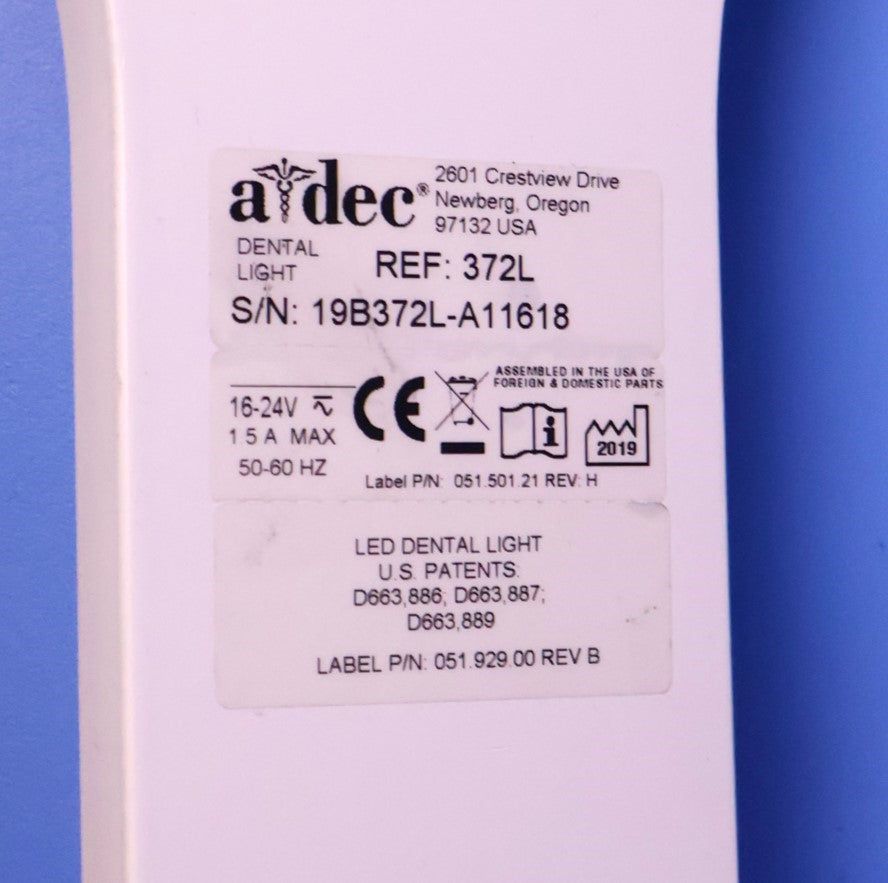 a dec®
2601 Crestview Drive
Newberg, Oregon
97132 USA
DENTAL
LIGHT
REF: 372L
S/N: 19B372L-A11618
16-24V
1 5 A MAX
50-60 HZ
CE
ASSEMBLED IN THE USA OF
FOREIGN & DOMESTIC PARTS
i
2019
Label P/N: 051.501.21 REV: H
LED DENTAL LIGHT
U.S. PATENTS:
D663,886; D663,887;
D663,889
LABEL P/N: 051.929.00 REV B